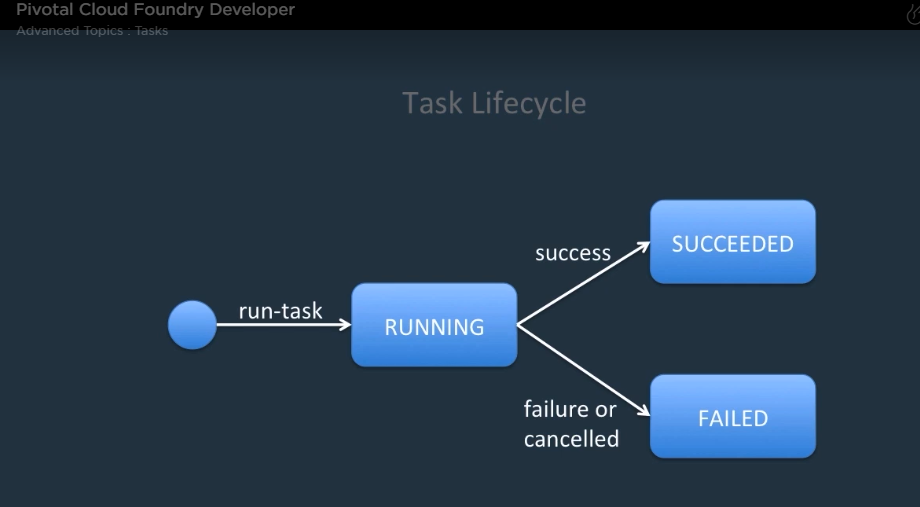 Pivotal Cloud Foundry Developer
Advanced Topics : Tasks
Task Lifecycle
success
SUCCEEDED
run-task
RUNNING
failure or
cancelled
FAILED